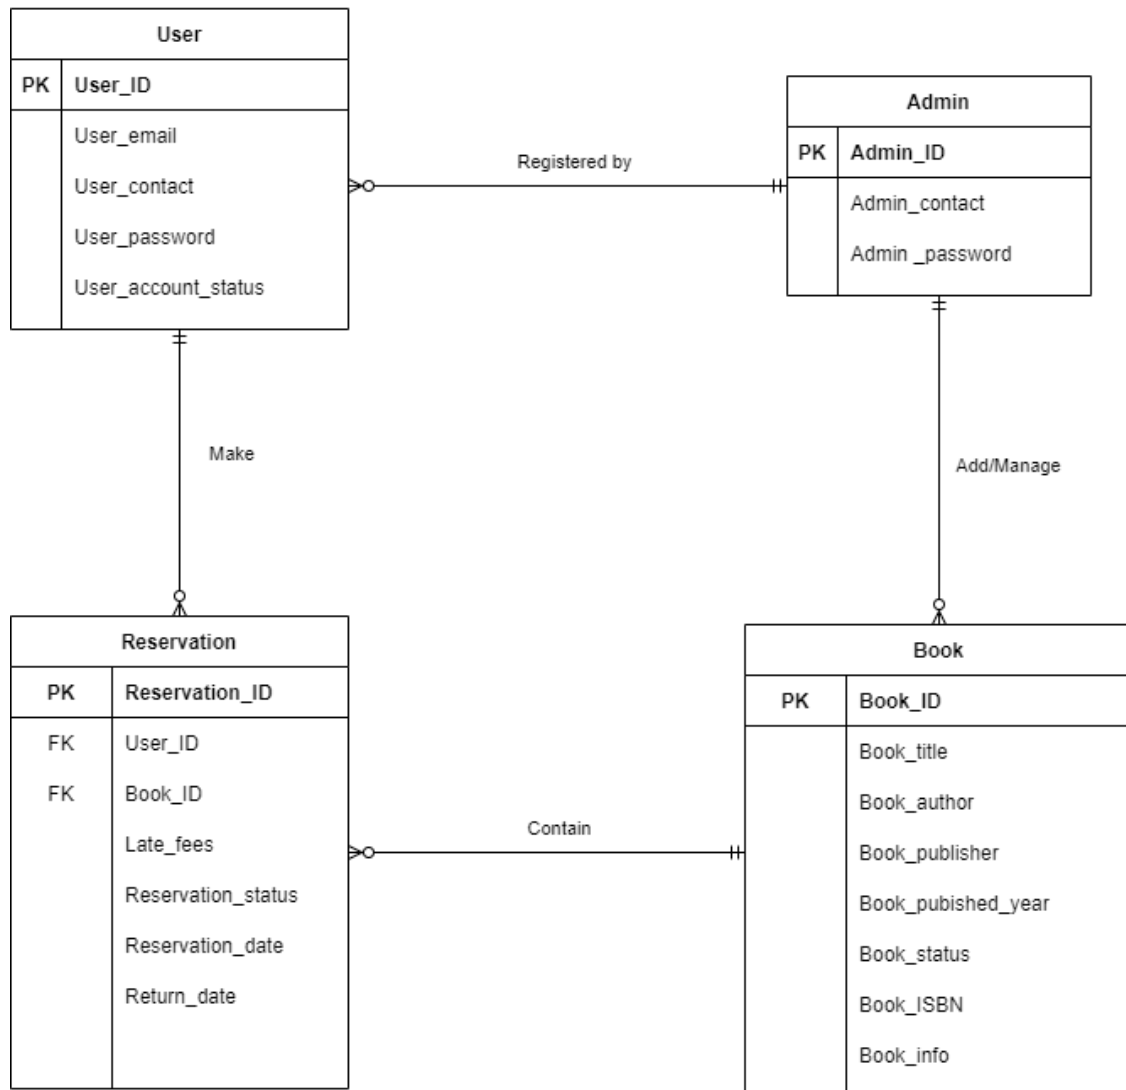 User
PK User_ID
User_email
User_contact
User_password
User_account_status
Registered by
Admin
PK Admin_ID
Admin_contact
Admin _password
Make
Add/Manage
Reservation
PK Reservation_ID
FK User_ID
FK Book_ID
Late_fees
Reservation_status
Reservation_date
Return_date
Contain
Book
PK Book_ID
Book_title
Book_author
Book_publisher
Book_pubished_year
Book_status
Book_ISBN
Book_info